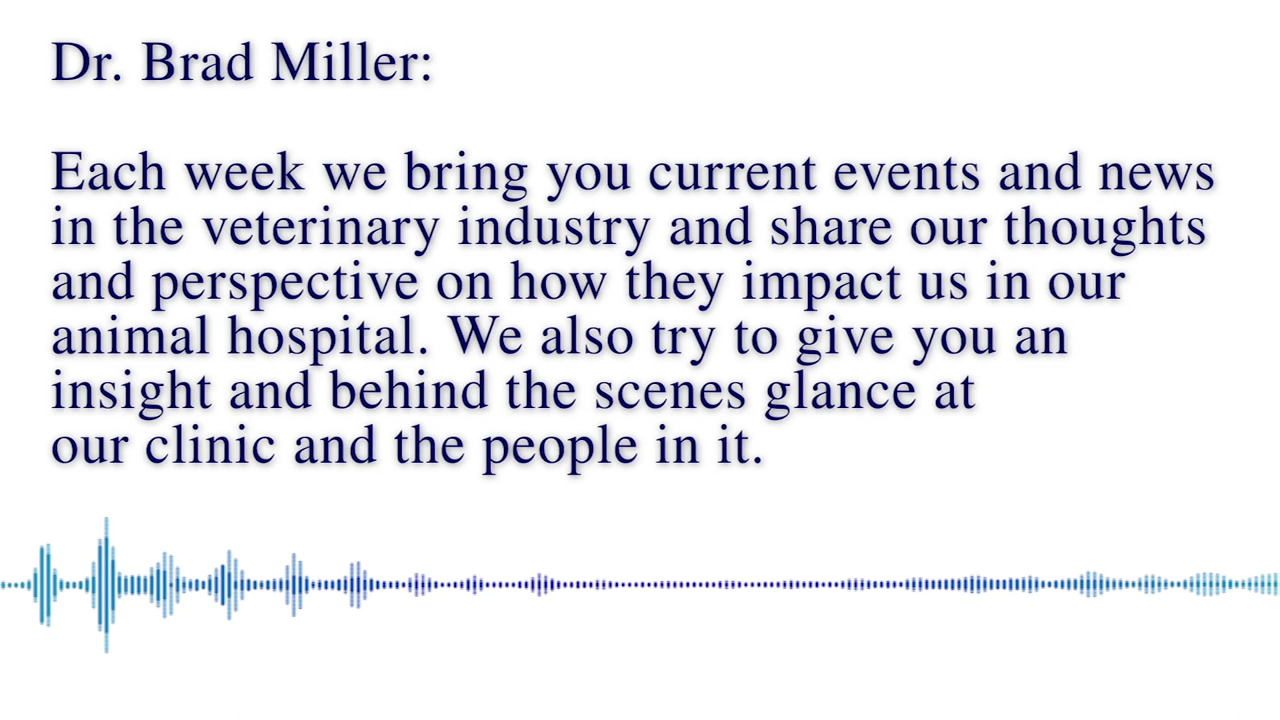 Dr. Brad Miller:
Each week we bring you current events and news
in the veterinary industry and share our thoughts
and perspective on how they impact us in our
animal hospital. We also try to give you an
insight and behind the scenes glance at
our clinic and the people in it.